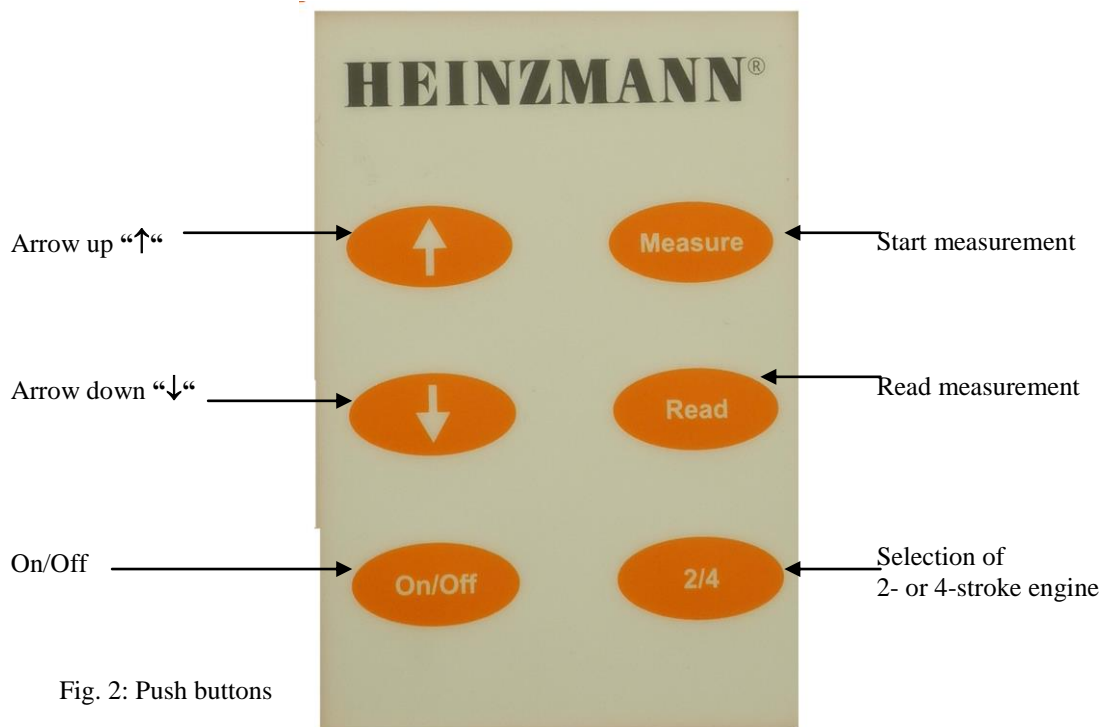 HEINZMANN®
Arrow up “↑“
Measure
Start measurement
Arrow down “↓“
Read
Read measurement
On/Off
On/Off
2/4
Selection of
2- or 4-stroke engine
Fig. 2: Push buttons